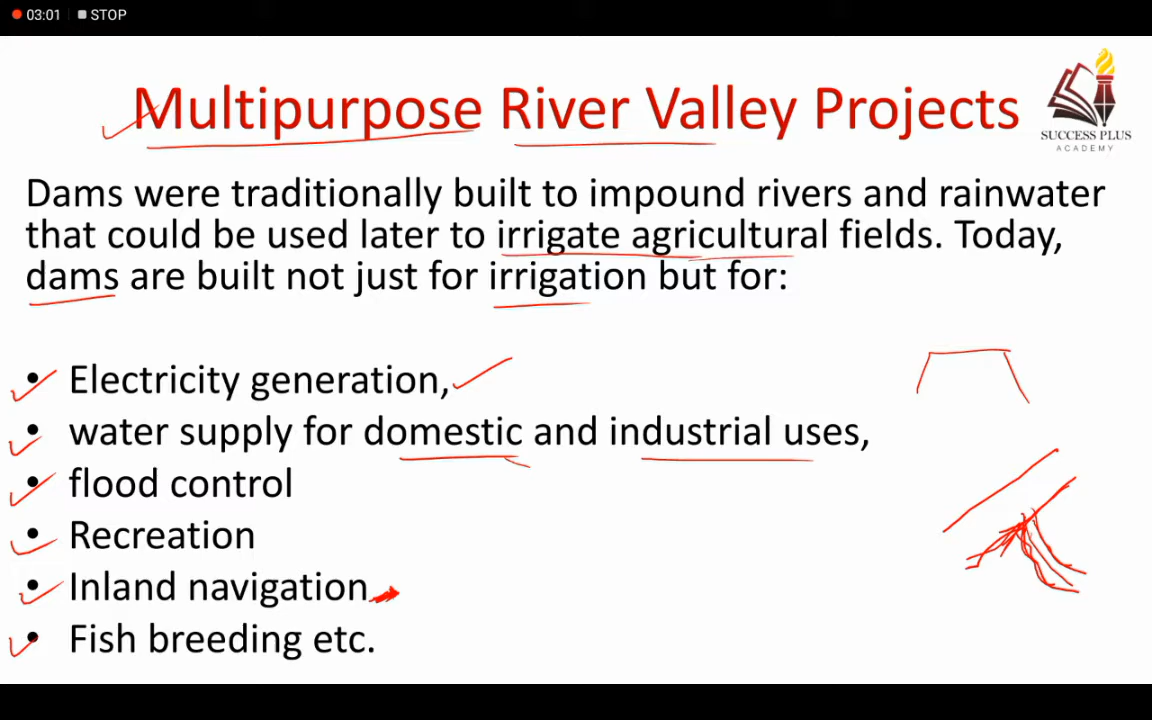 03:01 STOP
Multipurpose River Valley Projects
SUCCESS PLUS
ACADEMY
Dams were traditionally built to impound rivers and rainwater
that could be used later to irrigate agricultural fields. Today,
dams are built not just for irrigation but for:
• Electricity generation,
• water supply for domestic and industrial uses,
• flood control
• Recreation
• Inland navigation
• Fish breeding etc.